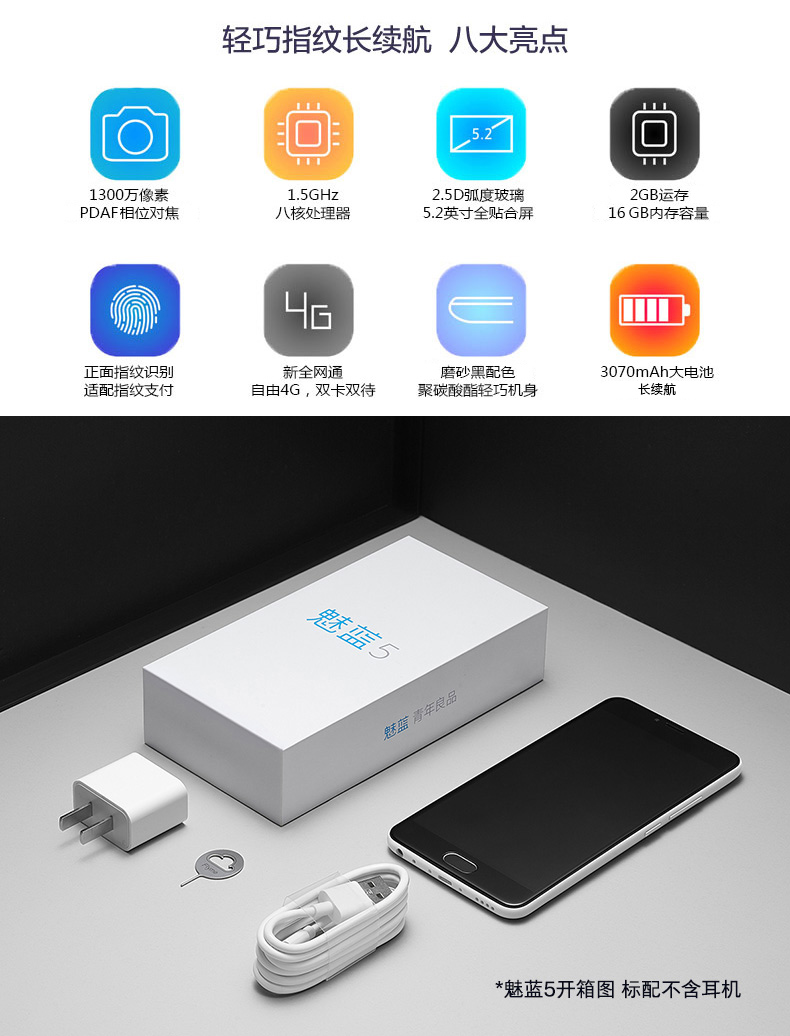 轻巧指纹长续航 八大亮点
5.2
1300万像素
PDAF相位对焦
1.5GHz
八核处理器
2.5D弧度玻璃
5.2英寸全贴合屏
2GB运存
16 GB内存容量
4G
正面指纹识别
适配指纹支付
新全网通
自由4G，双卡双待
磨砂黑配色
聚碳酸酯轻巧机身
3070mAh大电池
长续航
魅蓝5
魅蓝 青年良品
Flyme
*魅蓝5开箱图 标配不含耳机